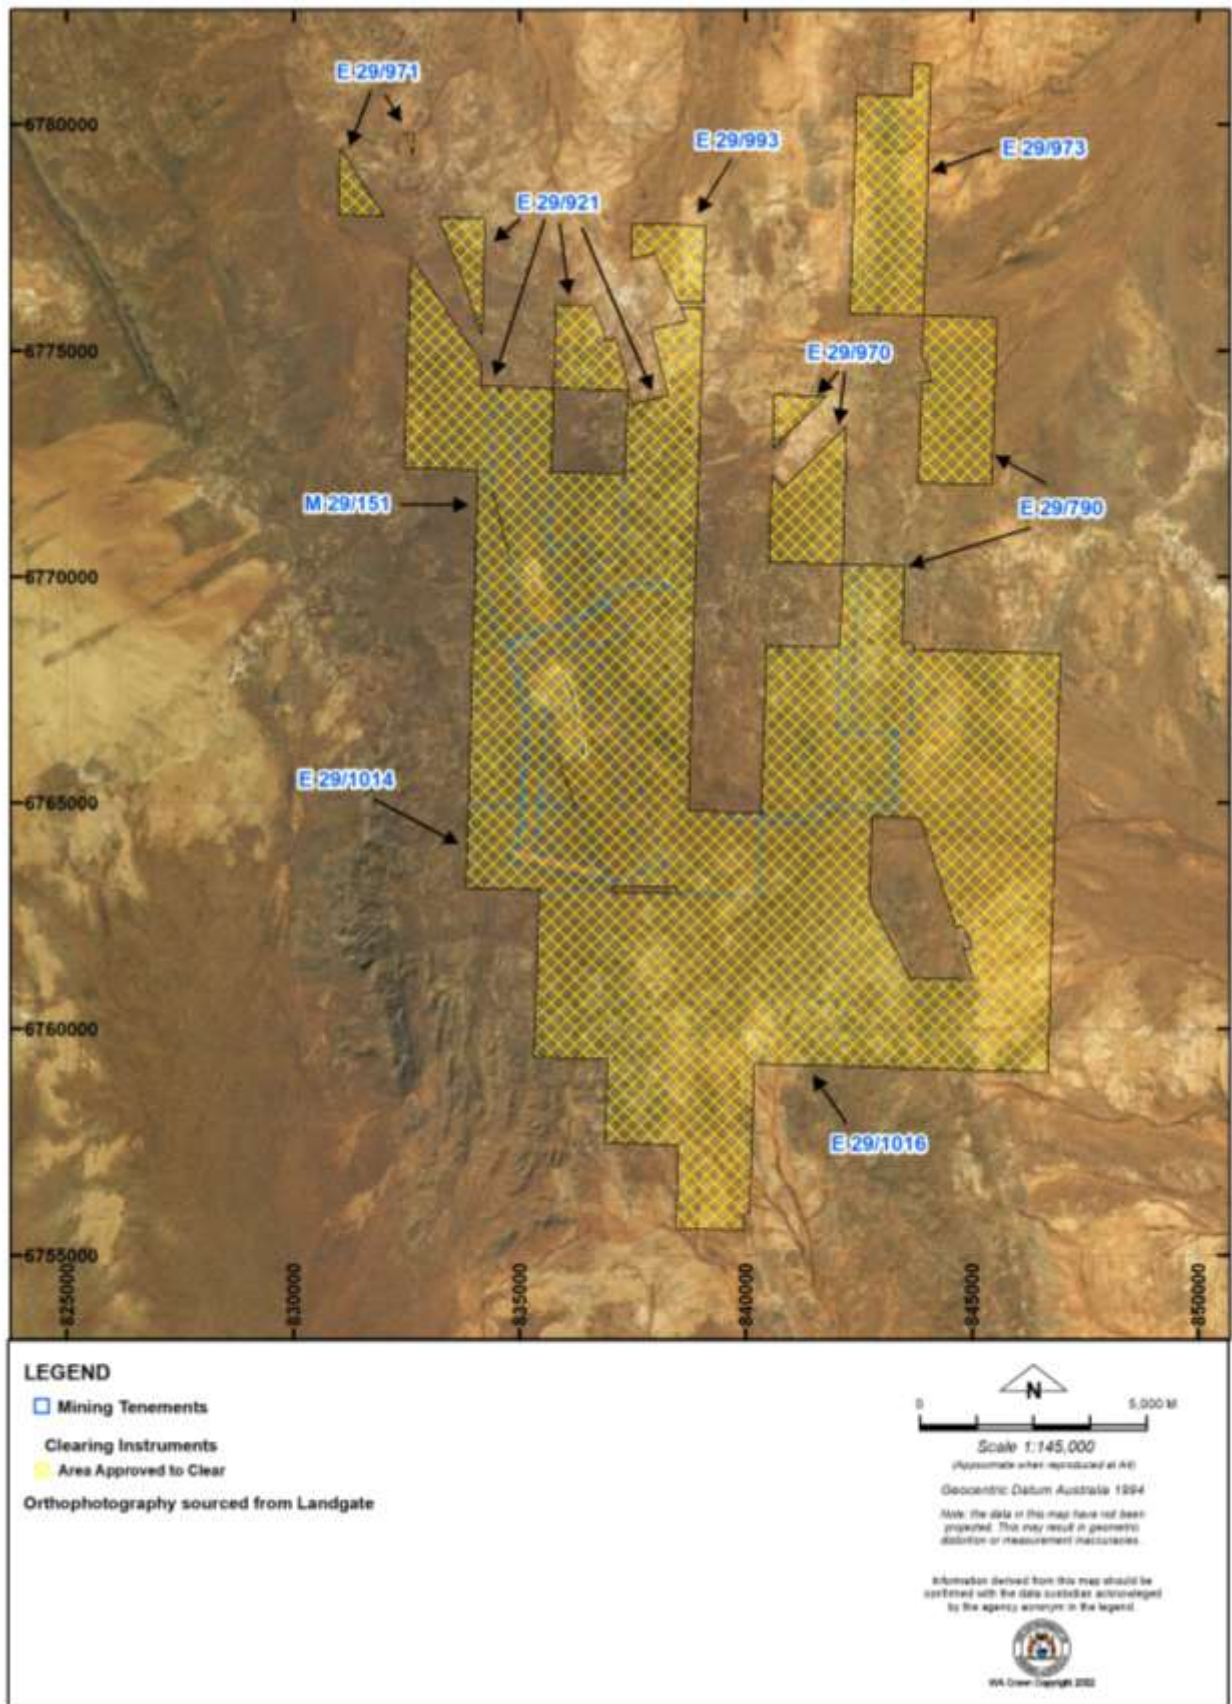 E 29/971
6780000
E 29/993
E 29/973
E 29/921
6775000
E 29/970
M 29/151
E 29/790
6770000
E 29/1014
6765000
6760000
E 29/1016
6755000
825000
830000
835000
840000
845000
850000
LEGEND
Mining Tenements
Clearing Instruments
Area Approved to Clear
Orthophotography sourced from Landgate
N
0 5,000 M
Scale 1:145,000
(Approximate when reproduced at A4)
Geocentric Datum Australia 1994
Note: the data in this map have not been
projected. This may result in geometric
distortion or measurement inaccuracies.
Information derived from this map should be
confirmed with the data custodian acknowledged
by the agency acronym in the legend.
WA Crown Copyright 2002